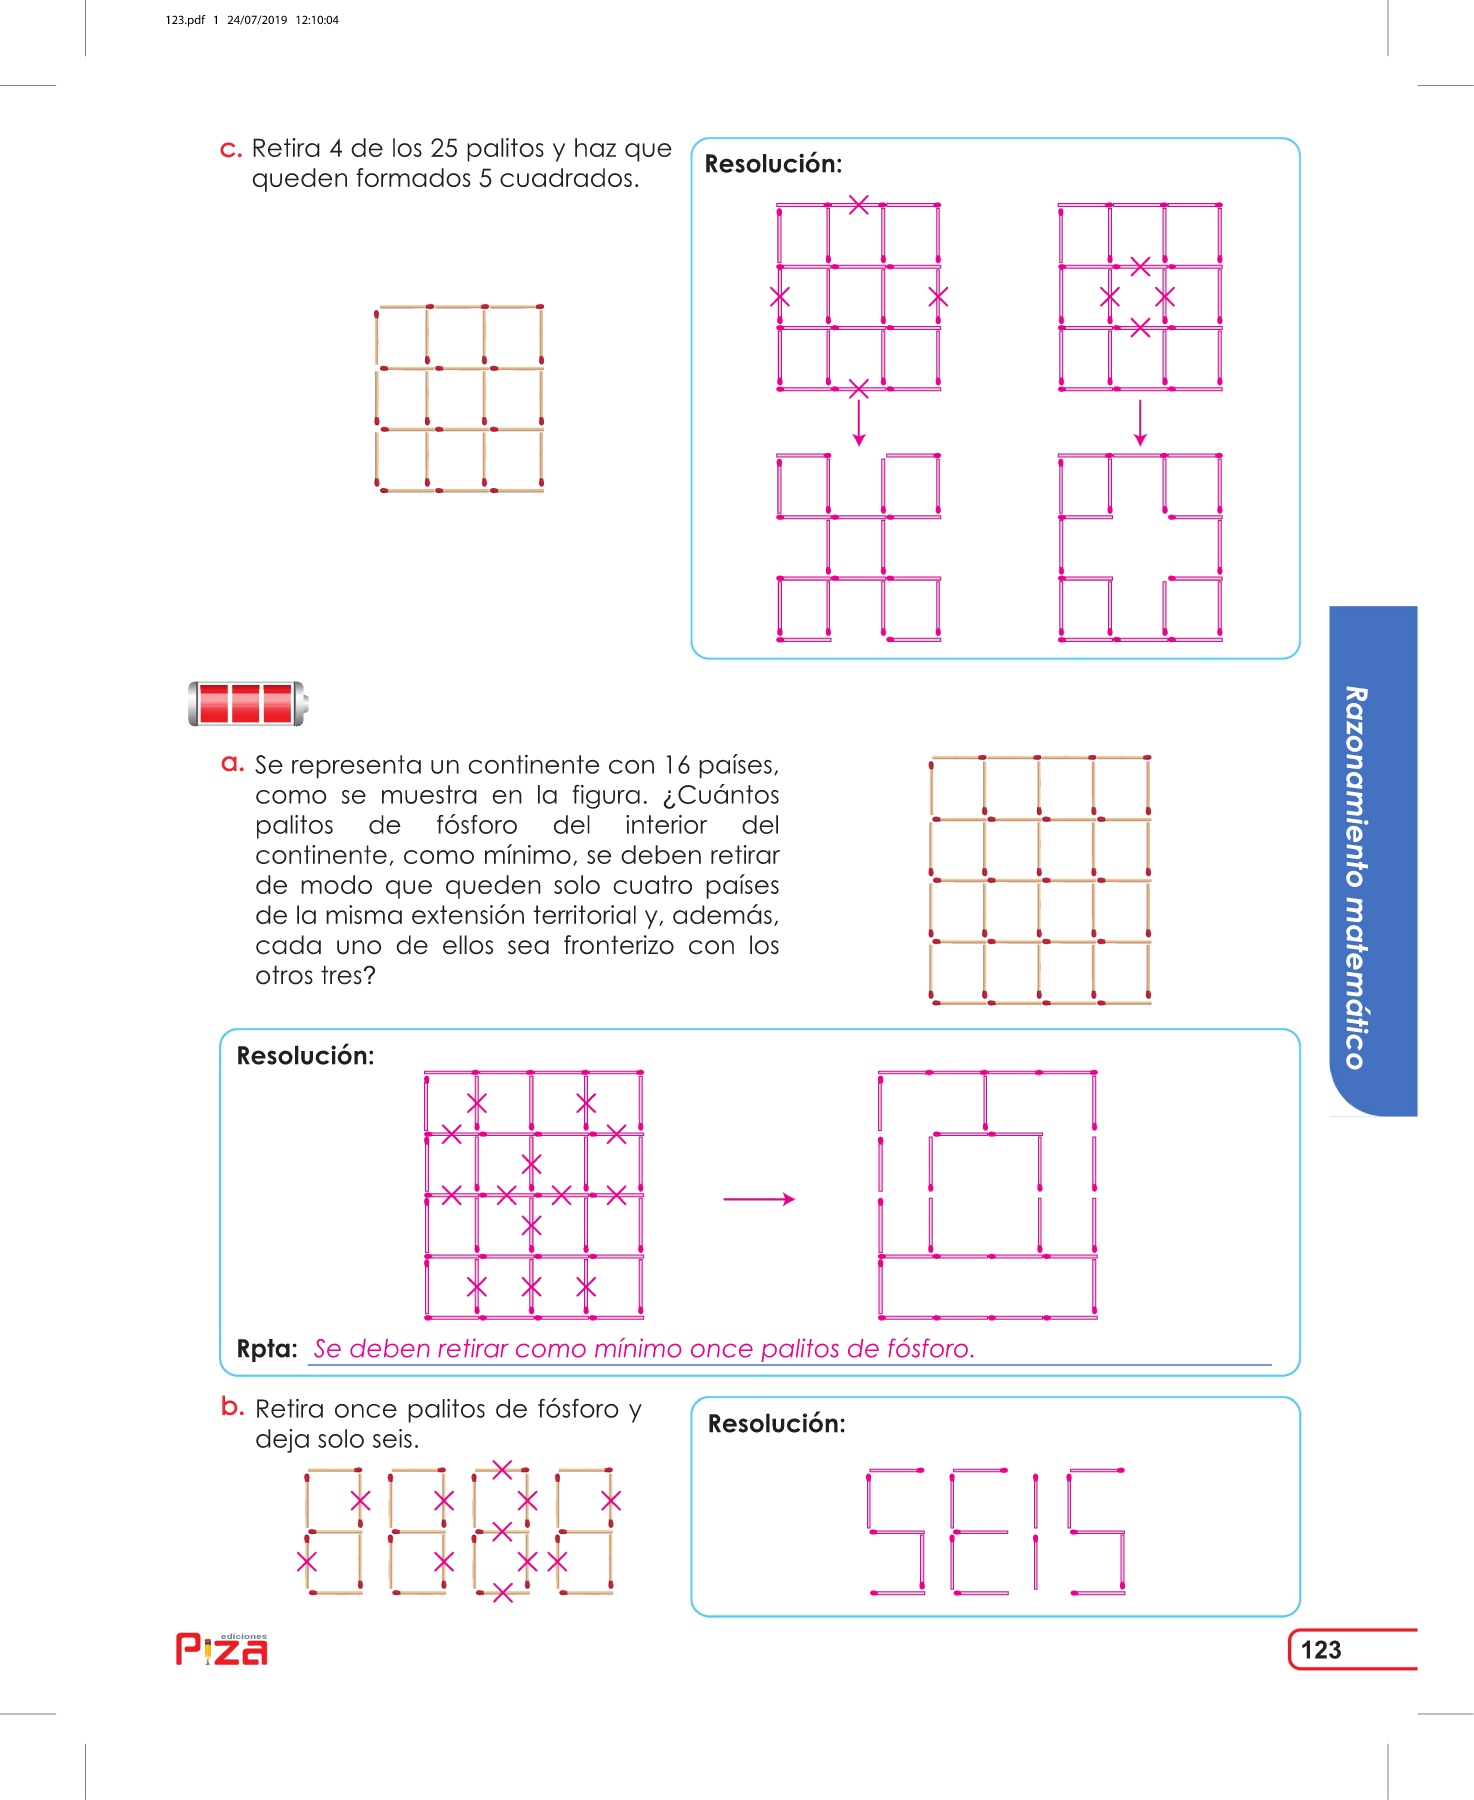 123.pdf 1 24/07/2019 12:10:04
c. Retira 4 de los 25 palitos y haz que
queden formados 5 cuadrados.
Resolución:
a. Se representa un continente con 16 países,
como se muestra en la figura. ¿Cuántos
palitos de fósforo del interior del
continente, como mínimo, se deben retirar
de modo que queden solo cuatro países
de la misma extensión territorial y, además,
cada uno de ellos sea fronterizo con los
otros tres?
Razonamiento matemático
Resolución:
Rpta: Se deben retirar como mínimo once palitos de fósforo.
b. Retira once palitos de fósforo y
deja solo seis.
Resolución:
SEIS
ediciones
Piza
123